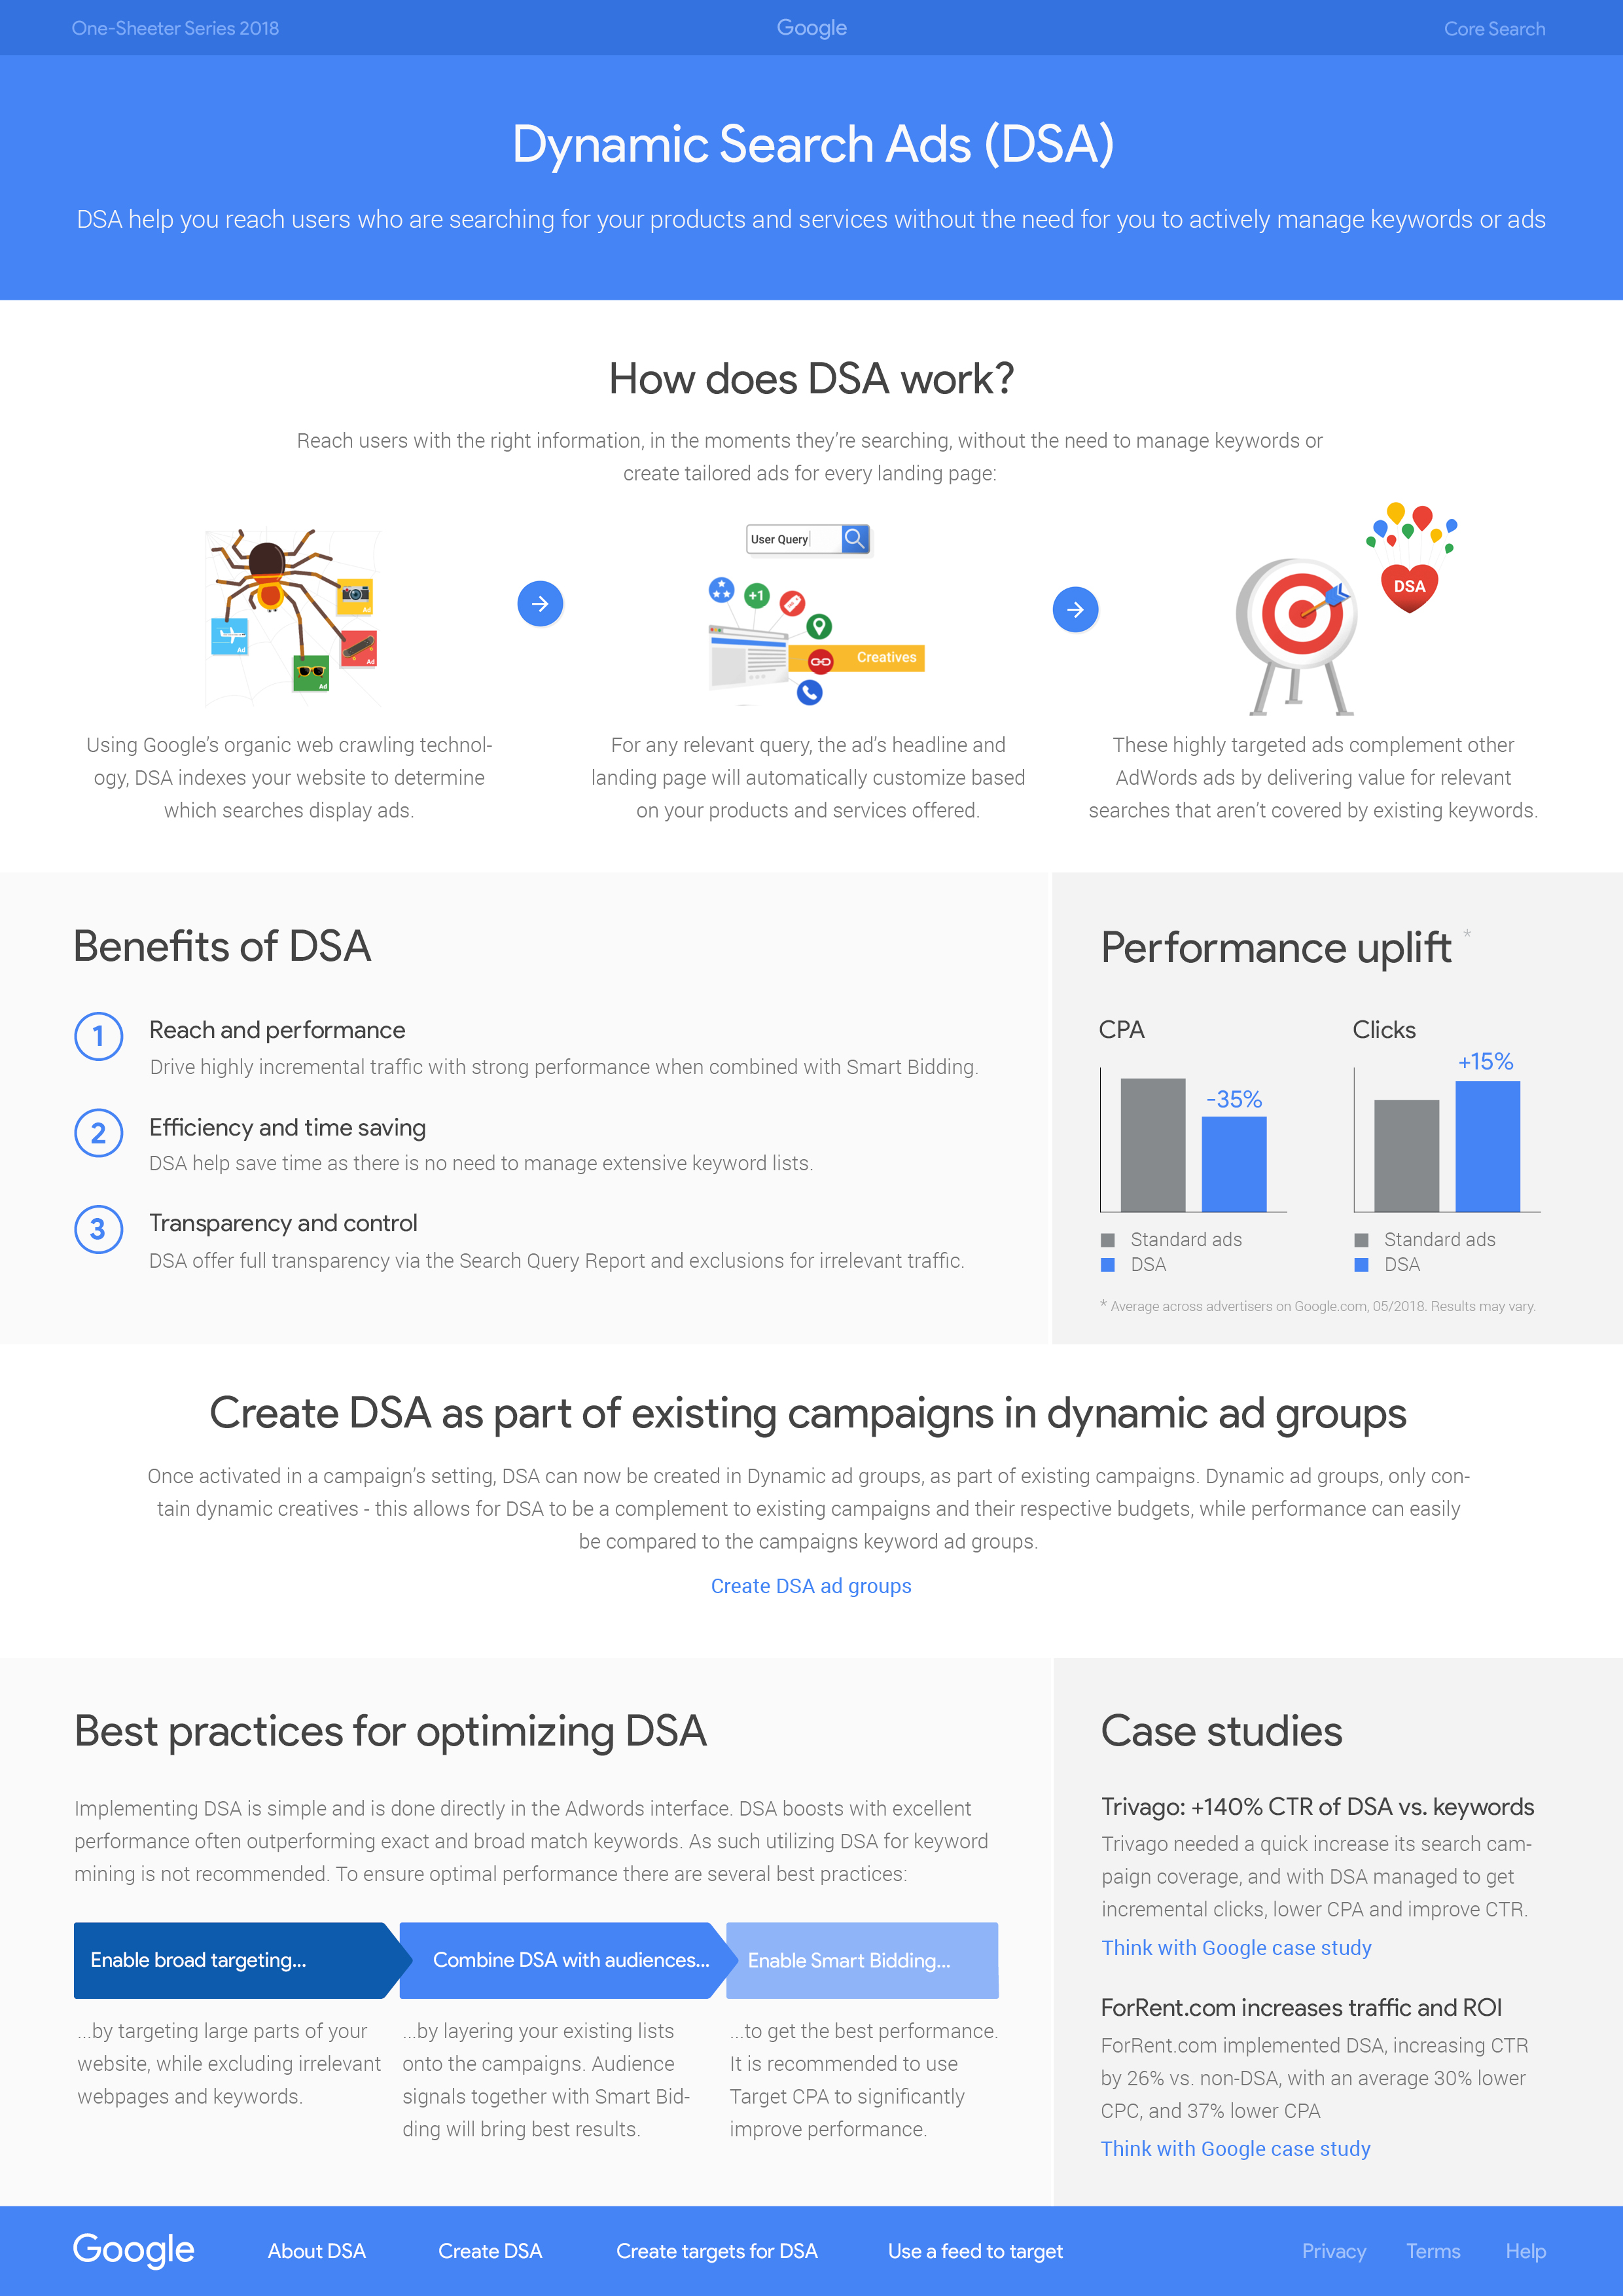 One-Sheeter Series 2018
Google
Core Search
Dynamic Search Ads (DSA)
DSA help you reach users who are searching for your products and services without the need for you to actively manage keywords or ads
How does DSA work?
Reach users with the right information, in the moments they're searching, without the need to manage keywords or
create tailored ads for every landing page:
Ad
Ad
Ad
Ad
User Query
+1
Creatives
DSA
Using Google's organic web crawling technol-
ogy, DSA indexes your website to determine
which searches display ads.
For any relevant query, the ad's headline and
landing page will automatically customize based
on your products and services offered.
These highly targeted ads complement other
AdWords ads by delivering value for relevant
searches that aren't covered by existing keywords.
Benefits of DSA
1
Reach and performance
Drive highly incremental traffic with strong performance when combined with Smart Bidding.
2
Efficiency and time saving
DSA help save time as there is no need to manage extensive keyword lists.
3
Transparency and control
DSA offer full transparency via the Search Query Report and exclusions for irrelevant traffic.
Performance uplift *
CPA
-35%
Standard ads
DSA
Clicks
+15%
Standard ads
DSA
* Average across advertisers on Google.com, 05/2018. Results may vary.
Create DSA as part of existing campaigns in dynamic ad groups
Once activated in a campaign's setting, DSA can now be created in Dynamic ad groups, as part of existing campaigns. Dynamic ad groups, only con-
tain dynamic creatives - this allows for DSA to be a complement to existing campaigns and their respective budgets, while performance can easily
be compared to the campaigns keyword ad groups.
Create DSA ad groups
Best practices for optimizing DSA
Implementing DSA is simple and is done directly in the Adwords interface. DSA boosts with excellent
performance often outperforming exact and broad match keywords. As such utilizing DSA for keyword
mining is not recommended. To ensure optimal performance there are several best practices:
Enable broad targeting...
...by targeting large parts of your
website, while excluding irrelevant
webpages and keywords.
Combine DSA with audiences...
...by layering your existing lists
onto the campaigns. Audience
signals together with Smart Bid-
ding will bring best results.
Enable Smart Bidding...
...to get the best performance.
It is recommended to use
Target CPA to significantly
improve performance.
Case studies
Trivago: +140% CTR of DSA vs. keywords
Trivago needed a quick increase its search cam-
paign coverage, and with DSA managed to get
incremental clicks, lower CPA and improve CTR.
Think with Google case study
ForRent.com increases traffic and ROI
ForRent.com implemented DSA, increasing CTR
by 26% vs. non-DSA, with an average 30% lower
CPC, and 37% lower CPA
Think with Google case study
Google
About DSA
Create DSA
Create targets for DSA
Use a feed to target
Privacy
Terms
Help